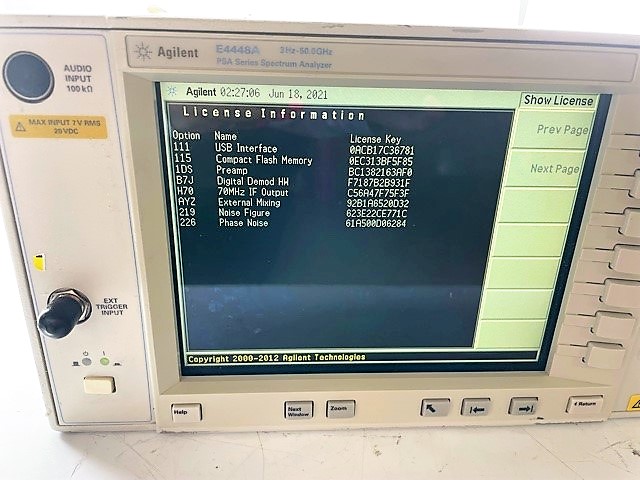 Agilent E4448A 3Hz-50.0GHz
PSA Series Spectrum Analyzer
AUDIO
INPUT
100 kΩ
MAX INPUT 7V RMS
20 VDC
Agilent 02:27:06 Jun 18, 2021
Show License
License Information
Prev Page
Next Page
Option Name License Key
111 USB Interface 0ACB17C36781
115 Compact Flash Memory 0EC313BF5F85
1DS Preamp BC1382163AF0
B7J Digital Demod HW F7187B2B931F
H70 70MHz IF Output C56A47F75F3F
AYZ External Mixing 92B1A6520D32
219 Noise Figure 623E22CE771C
226 Phase Noise 61A500D06284
EXT
TRIGGER
INPUT
Copyright 2000-2012 Agilent Technologies
Help
Next
Window
Zoom
Return